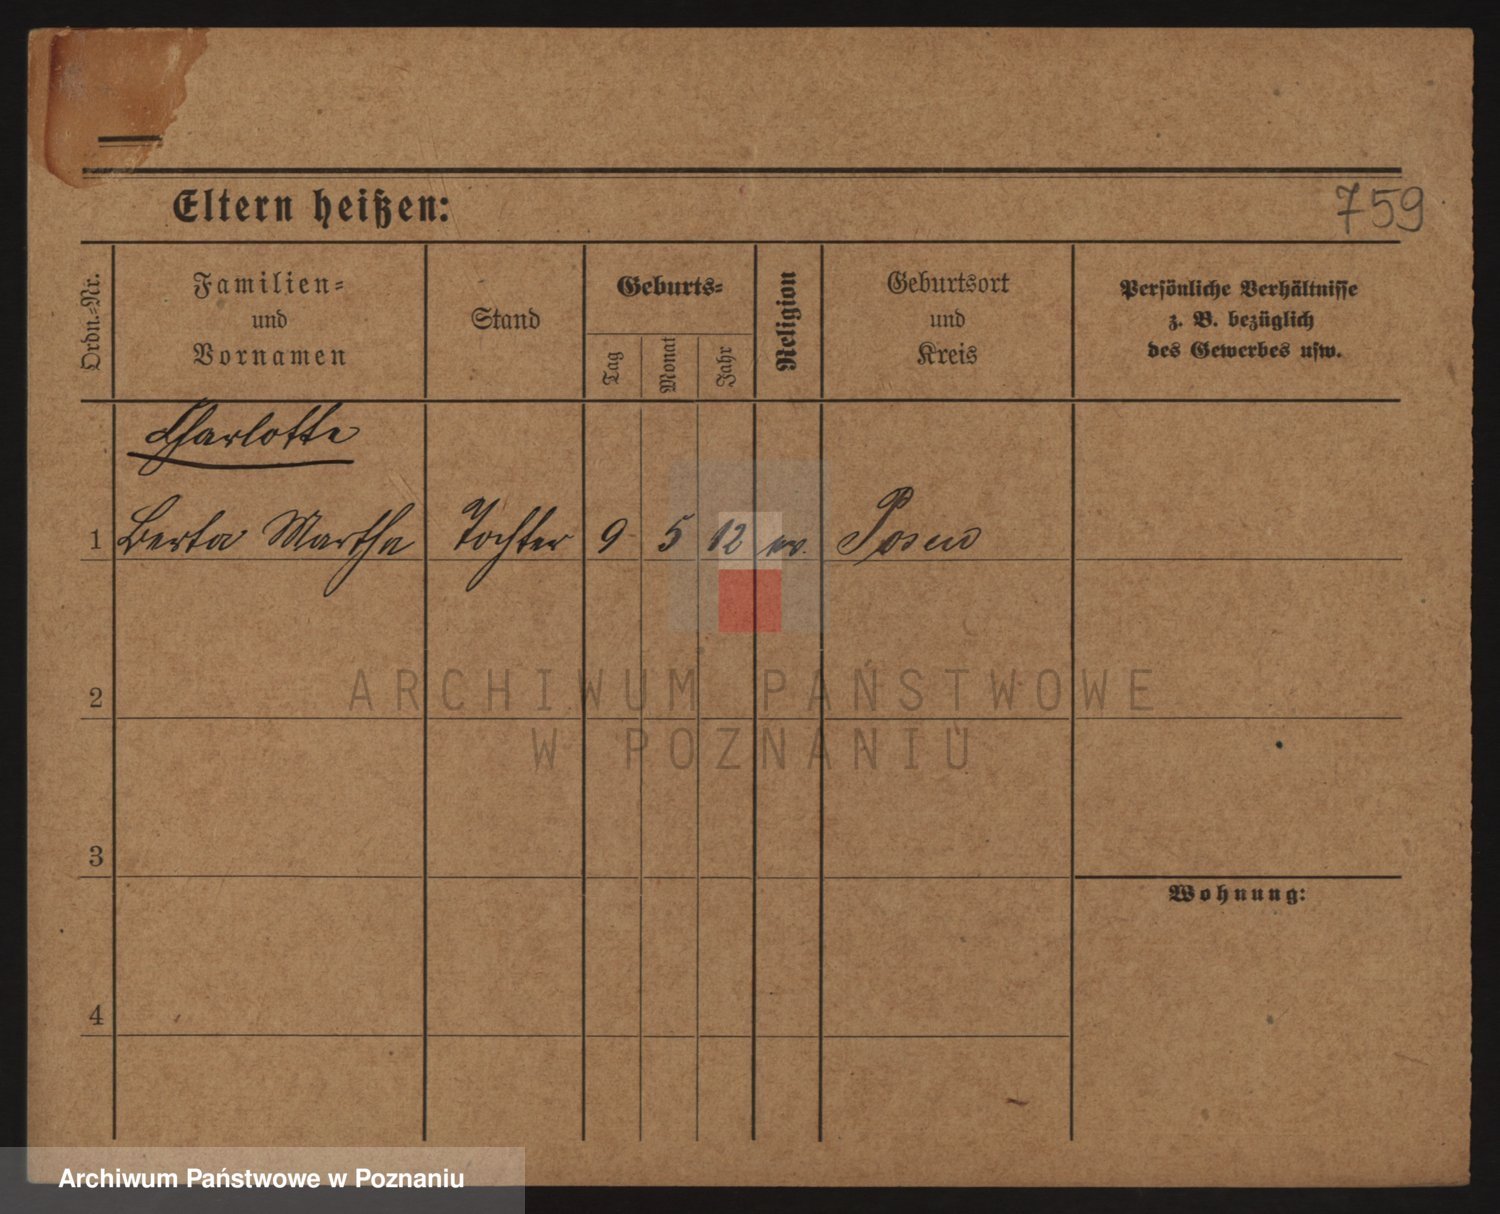 Eltern heißen:
759
Ordn.-Nr.
Familien-
und
Vornamen
Stand
Geburts-
Tag
Monat
Jahr
Religion
Geburtsort
und
Kreis
Persönliche Verhältnisse
z. B. bezüglich
des Gewerbes usw.
Charlotte
1 Berta Martha Tochter 9 5 12 ev. Posen
2
3
Wohnung:
4
ARCHIWUM PAŃSTWOWE
W POZNANIU
Archiwum Państwowe w Poznaniu